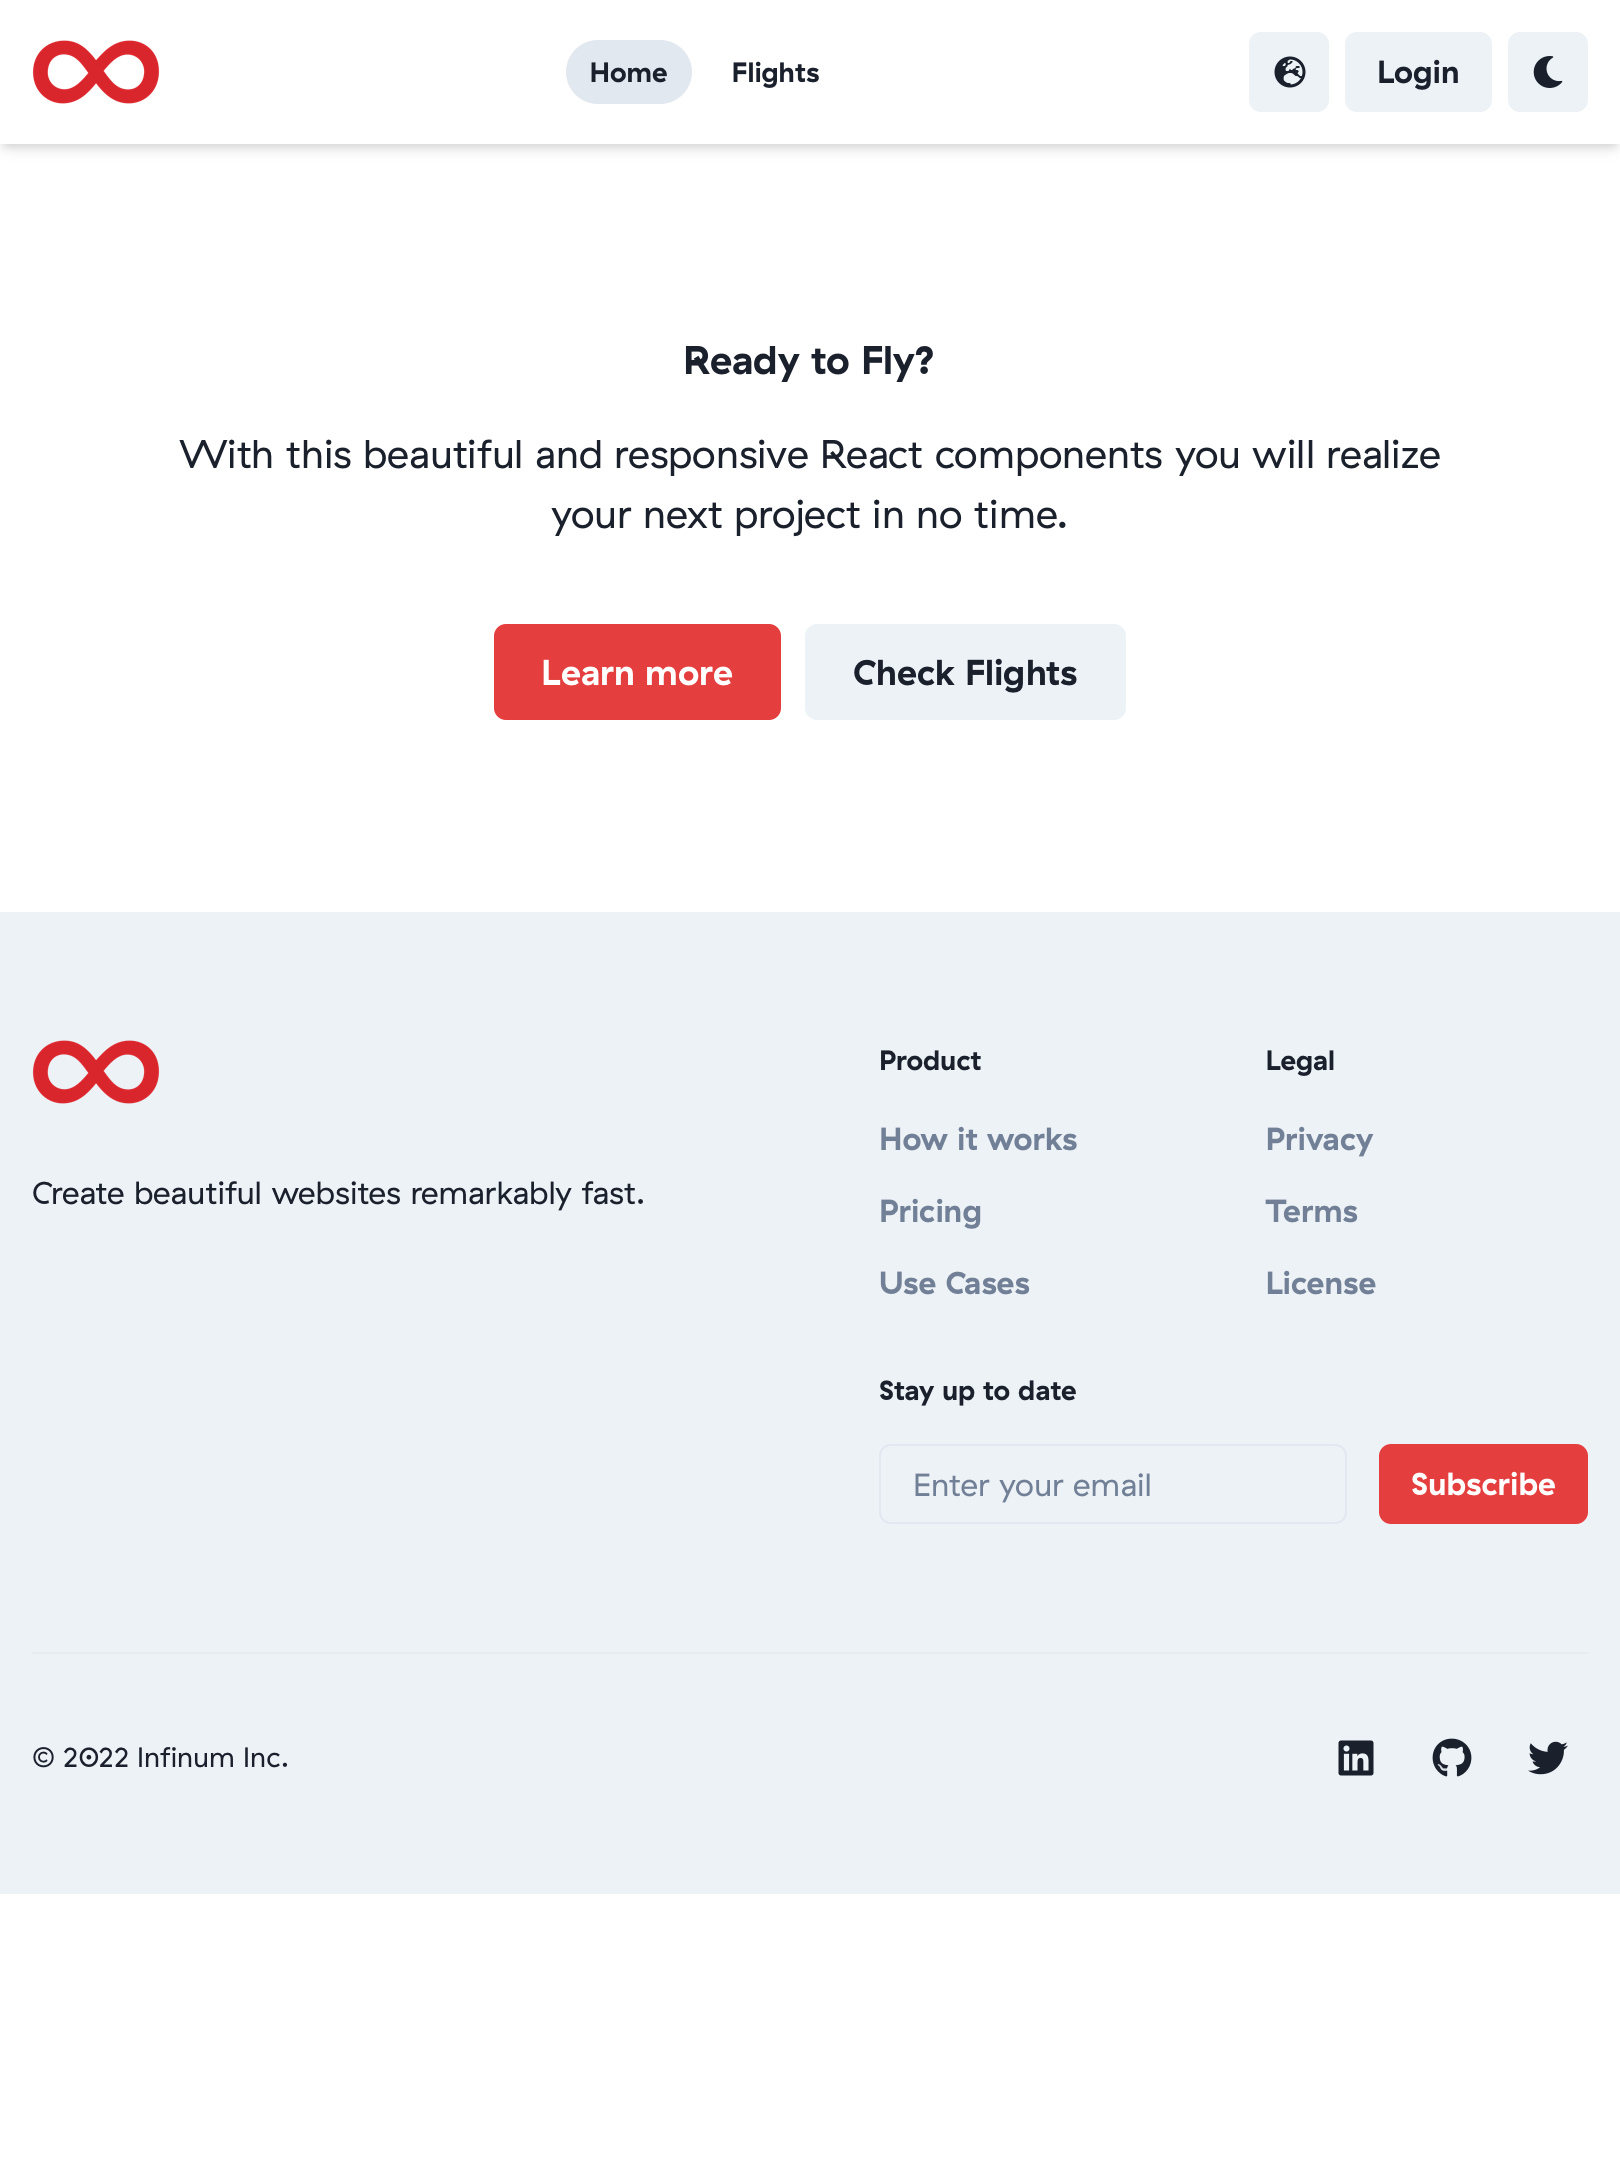 Home
Flights
Login
Ready to Fly?
With this beautiful and responsive React components you will realize
your next project in no time.
Learn more
Check Flights
Create beautiful websites remarkably fast.
Product
How it works
Pricing
Use Cases
Legal
Privacy
Terms
License
Stay up to date
Enter your email
Subscribe
© 2022 Infinum Inc.
in